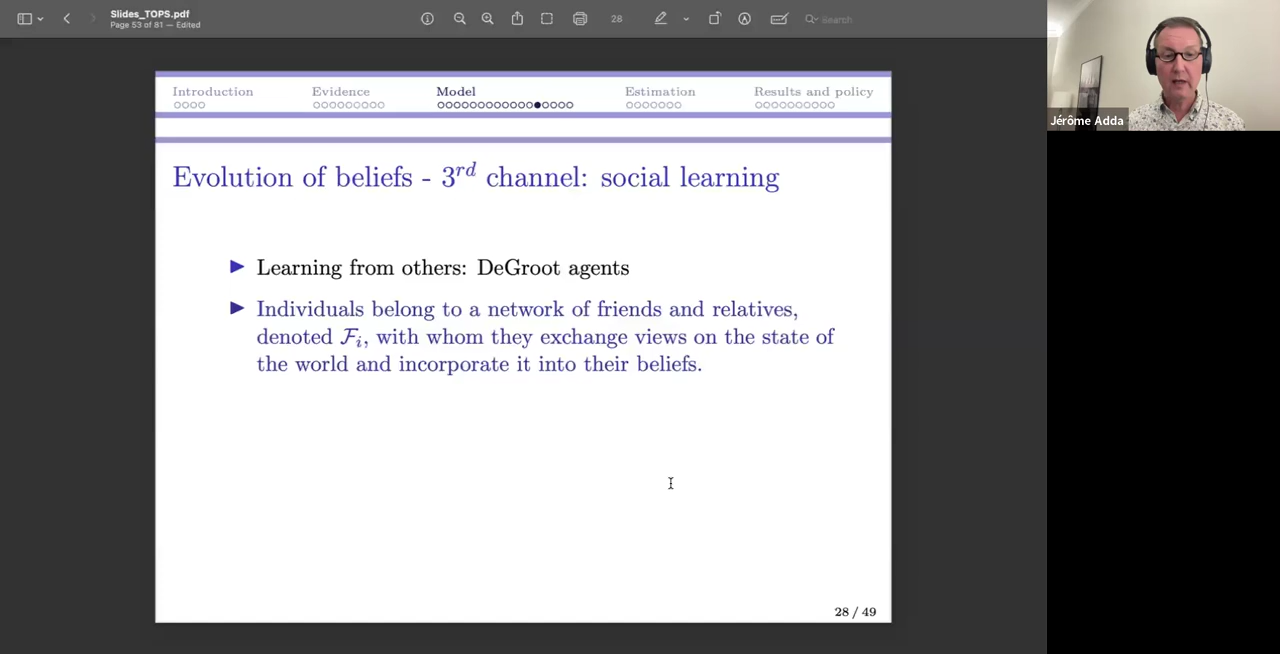 Slides_TOPS.pdf
Page 53 of 81 — Edited
28
Search
Jérôme Adda
Introduction Evidence Model Estimation Results and policy
Evolution of beliefs - 3rd channel: social learning
Learning from others: DeGroot agents
Individuals belong to a network of friends and relatives,
denoted ℱi, with whom they exchange views on the state of
the world and incorporate it into their beliefs.
28 / 49